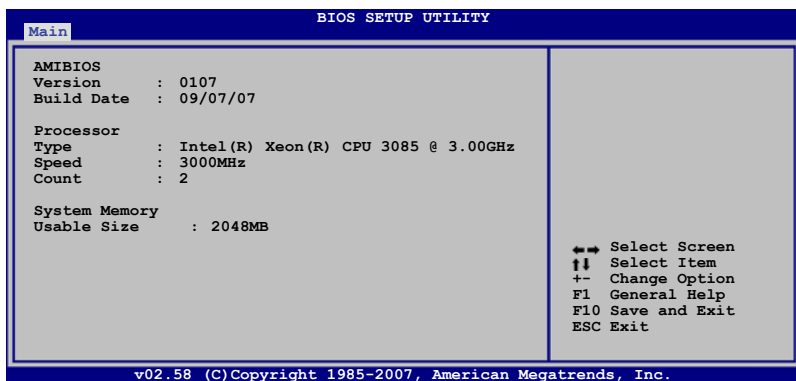 BIOS SETUP UTILITY
Main
AMIBIOS
Version : 0107
Build Date : 09/07/07
Processor
Type : Intel(R) Xeon(R) CPU 3085 @ 3.00GHz
Speed : 3000MHz
Count : 2
System Memory
Usable Size : 2048MB
←→ Select Screen
↑↓ Select Item
+- Change Option
F1 General Help
F10 Save and Exit
ESC Exit
v02.58 (C)Copyright 1985-2007, American Megatrends, Inc.